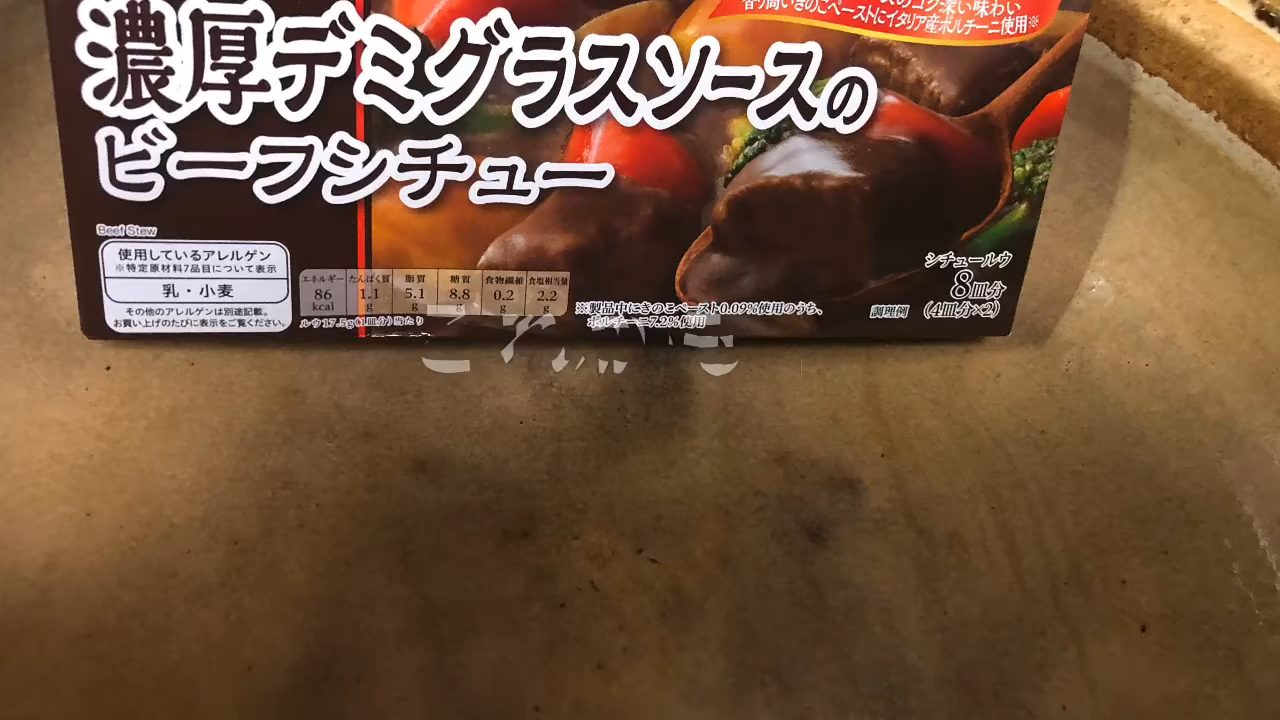 のコク深い味わい
香り高いきのこペーストにイタリア産ポルチーニ使用※
濃厚デミグラスソースの
ビーフシチュー
Beef Stew
使用しているアレルゲン
※特定原材料7品目について表示
乳・小麦
その他のアレルゲンは別途記載。
お買い上げのたびに表示をご覧ください。
エネルギー たんぱく質 脂質 糖質 食物繊維 食塩相当量
86 1.1 5.1 8.8 0.2 2.2
kcal g g g g g
ルウ17.5g(1皿分)当たり
※製品中にきのこペースト0.09%使用のうち、
ポルチーニ7.2%使用
調理例
シチュールウ
8皿分
(4皿分×2)